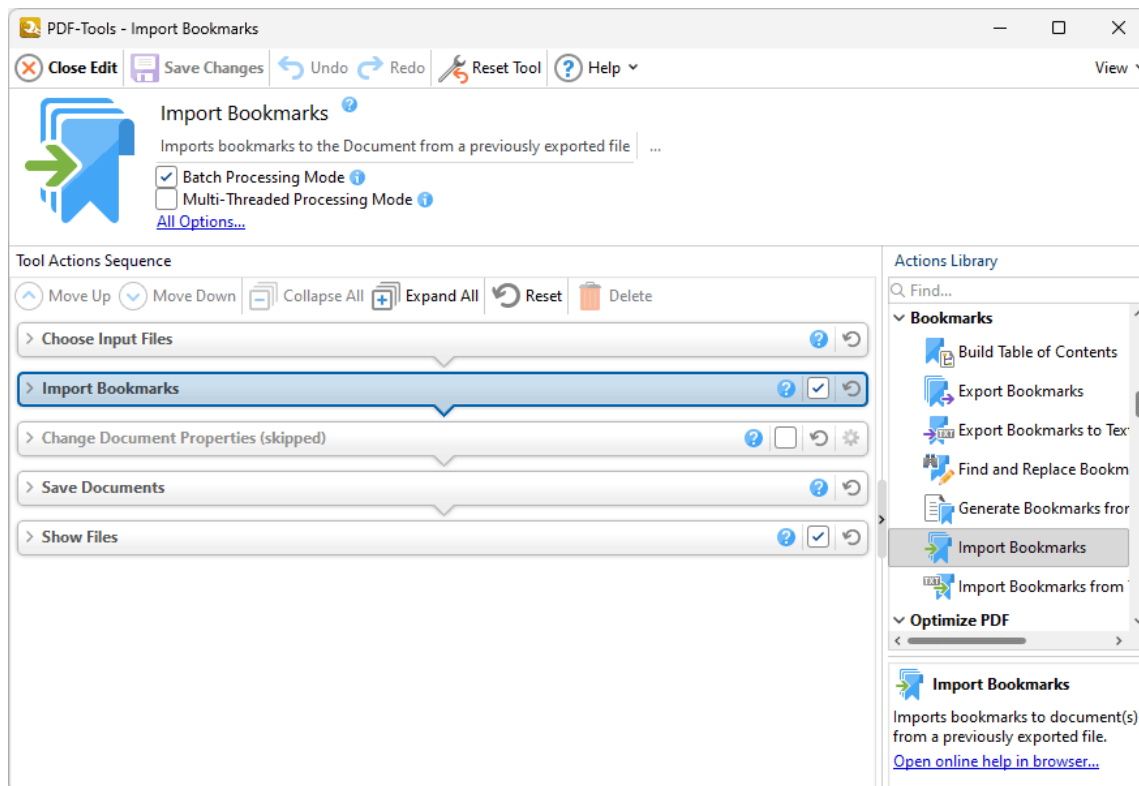 PDF-Tools - Import Bookmarks
Close Edit Save Changes Undo Redo Reset Tool ? Help View
Import Bookmarks ?
Imports bookmarks to the Document from a previously exported file ...
Batch Processing Mode i
Multi-Threaded Processing Mode i
All Options...
Tool Actions Sequence
Move Up Move Down Collapse All Expand All Reset Delete
Choose Input Files ?
Import Bookmarks ?
Change Document Properties (skipped) ?
Save Documents ?
Show Files ?
Actions Library
Find...
Bookmarks
Build Table of Contents
Export Bookmarks
TXT Export Bookmarks to Tex
Find and Replace Bookm
Generate Bookmarks from
Import Bookmarks
TXT Import Bookmarks from
Optimize PDF
Import Bookmarks
Imports bookmarks to document(s)
from a previously exported file.
Open online help in browser...